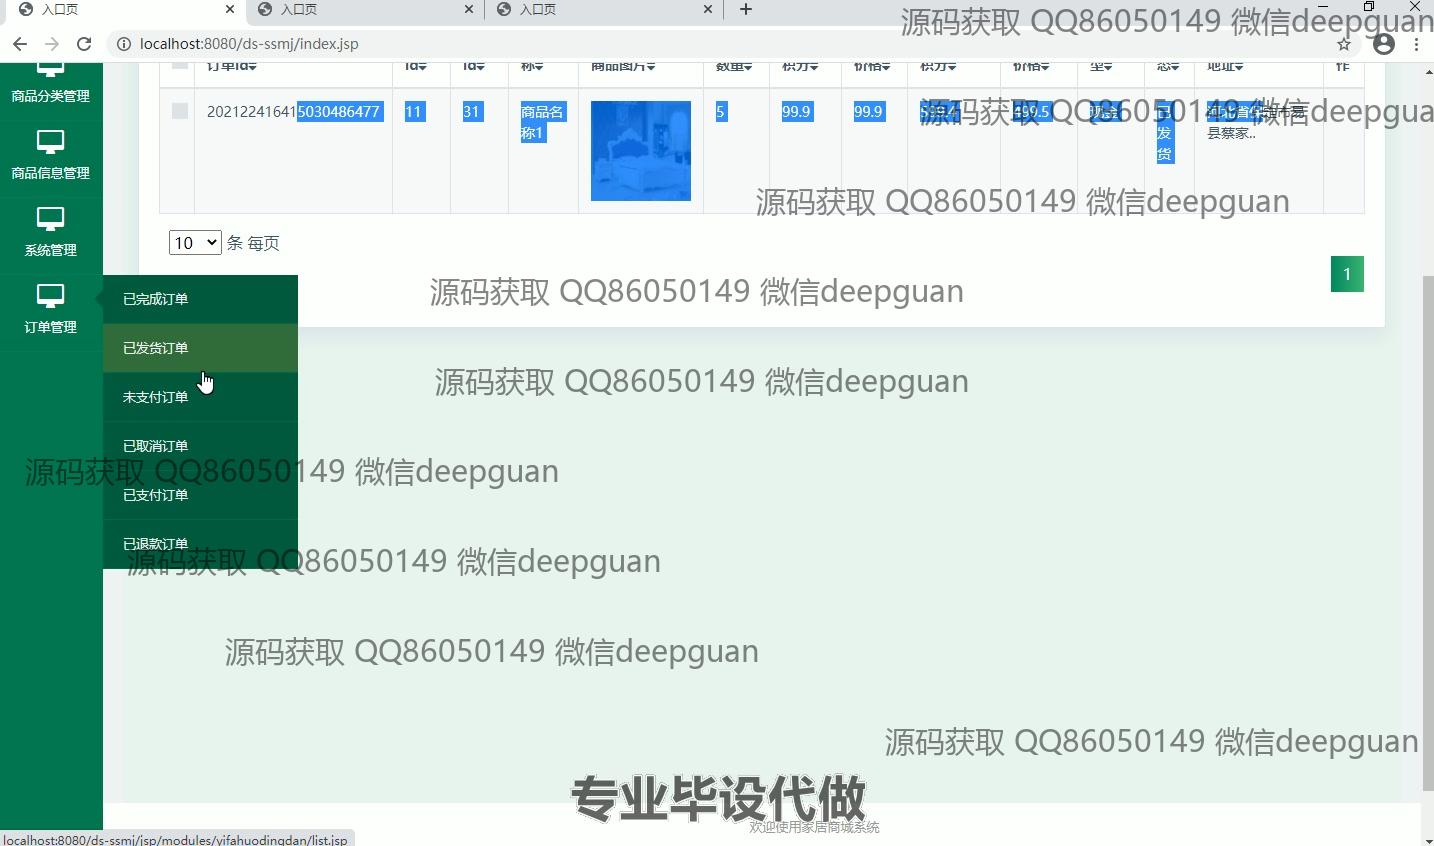 入口页
入口页
入口页
源码获取 QQ86050149 微信deepguan
localhost:8080/ds-ssmj/index.jsp
订单Id
Id
Id
称
商品图片
数量
积分
价格
积分
价格
型
态
地址
作
商品分类管理
202122416415030486477
11
31
商品名
称1
5
99.9
99.9
499.5
现金
已
发
货
县蔡家..
源码获取 QQ86050149 微信deepguan
商品信息管理
源码获取 QQ86050149 微信deepguan
系统管理
10 条 每页
1
源码获取 QQ86050149 微信deepguan
订单管理
已完成订单
已发货订单
源码获取 QQ86050149 微信deepguan
未支付订单
已取消订单
源码获取 QQ86050149 微信deepguan
已支付订单
已退款订单
源码获取 QQ86050149 微信deepguan
源码获取 QQ86050149 微信deepguan
源码获取 QQ86050149 微信deepguan
专业毕设代做
欢迎使用家居商城系统
localhost:8080/ds-ssmj/jsp/modules/yifahuodingdan/list.jsp